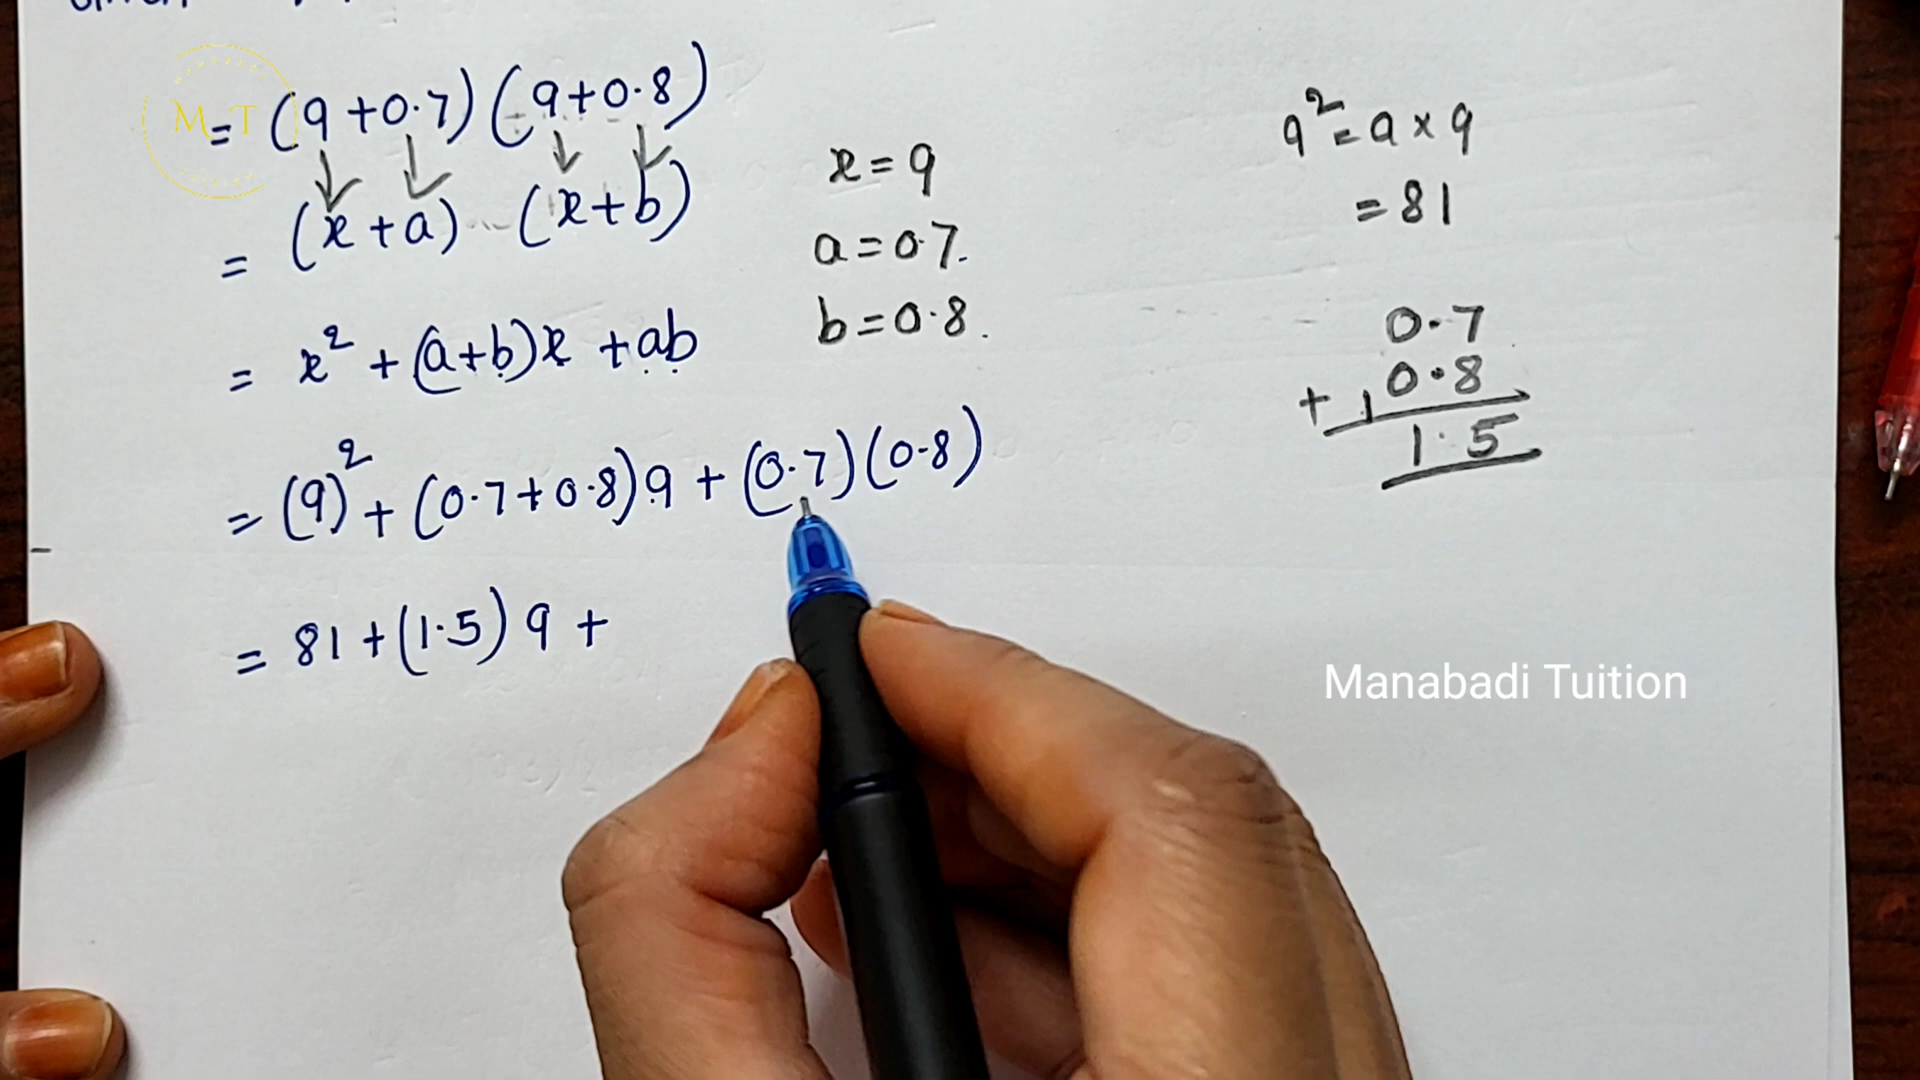 M T
= (9 + 0.7) (9 + 0.8)
= (x + a) (x + b)
= x² + (a + b)x + ab
= (9)² + (0.7 + 0.8)9 + (0.7)(0.8)
= 81 + (1.5) 9 +
x = 9
a = 0.7.
b = 0.8.
9² = 9 × 9
= 81
0.7
+ 1 0.8
1.5
Manabadi Tuition